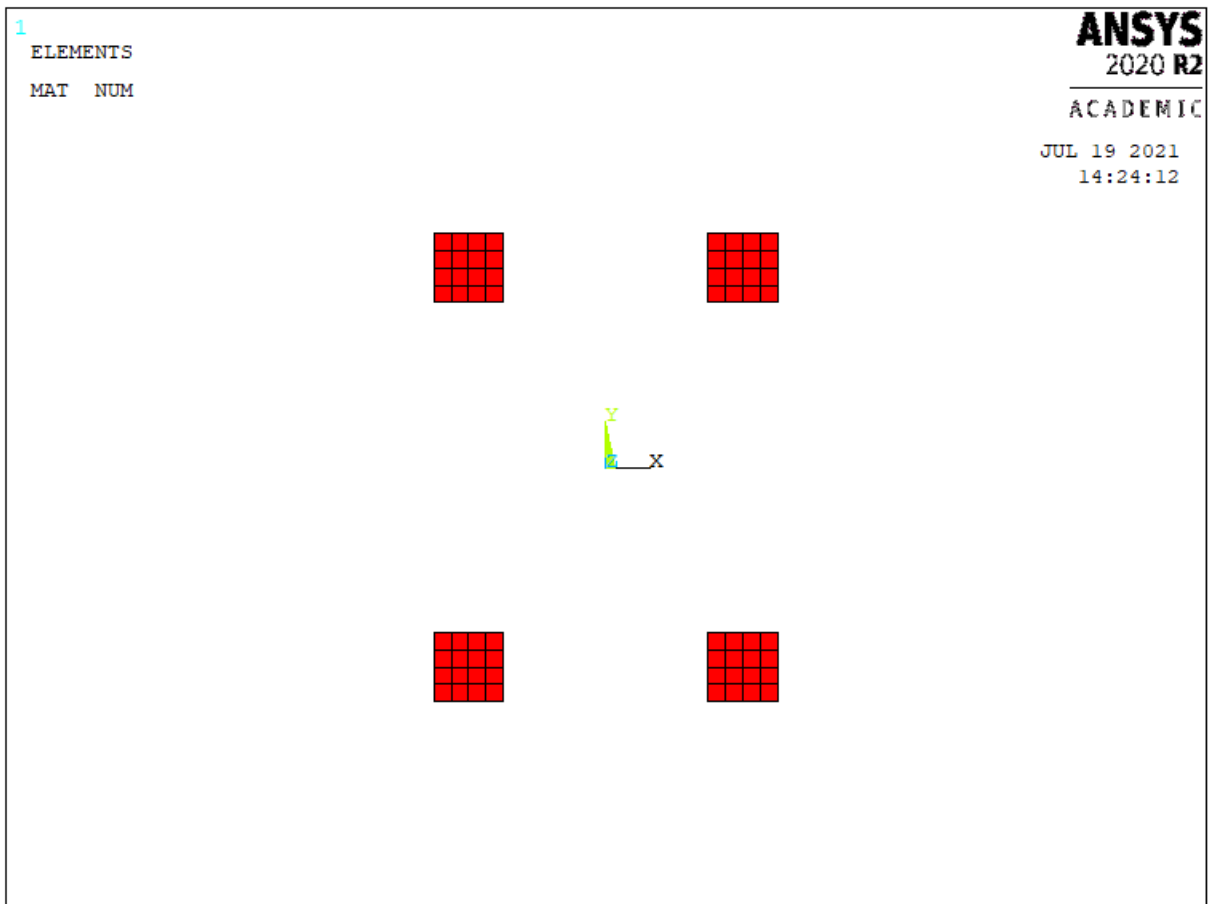 1
ELEMENTS
MAT NUM
ANSYS
2020 R2
ACADEMIC
JUL 19 2021
14:24:12
Y
Z X